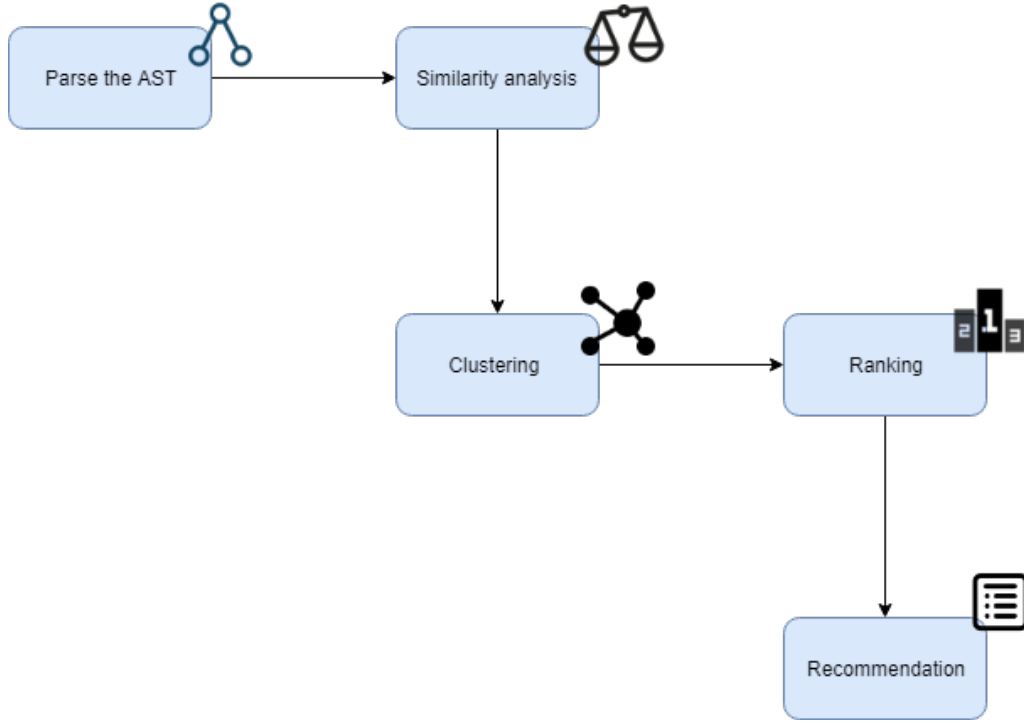 Parse the AST
Similarity analysis
Clustering
2
1
3
Ranking
Recommendation